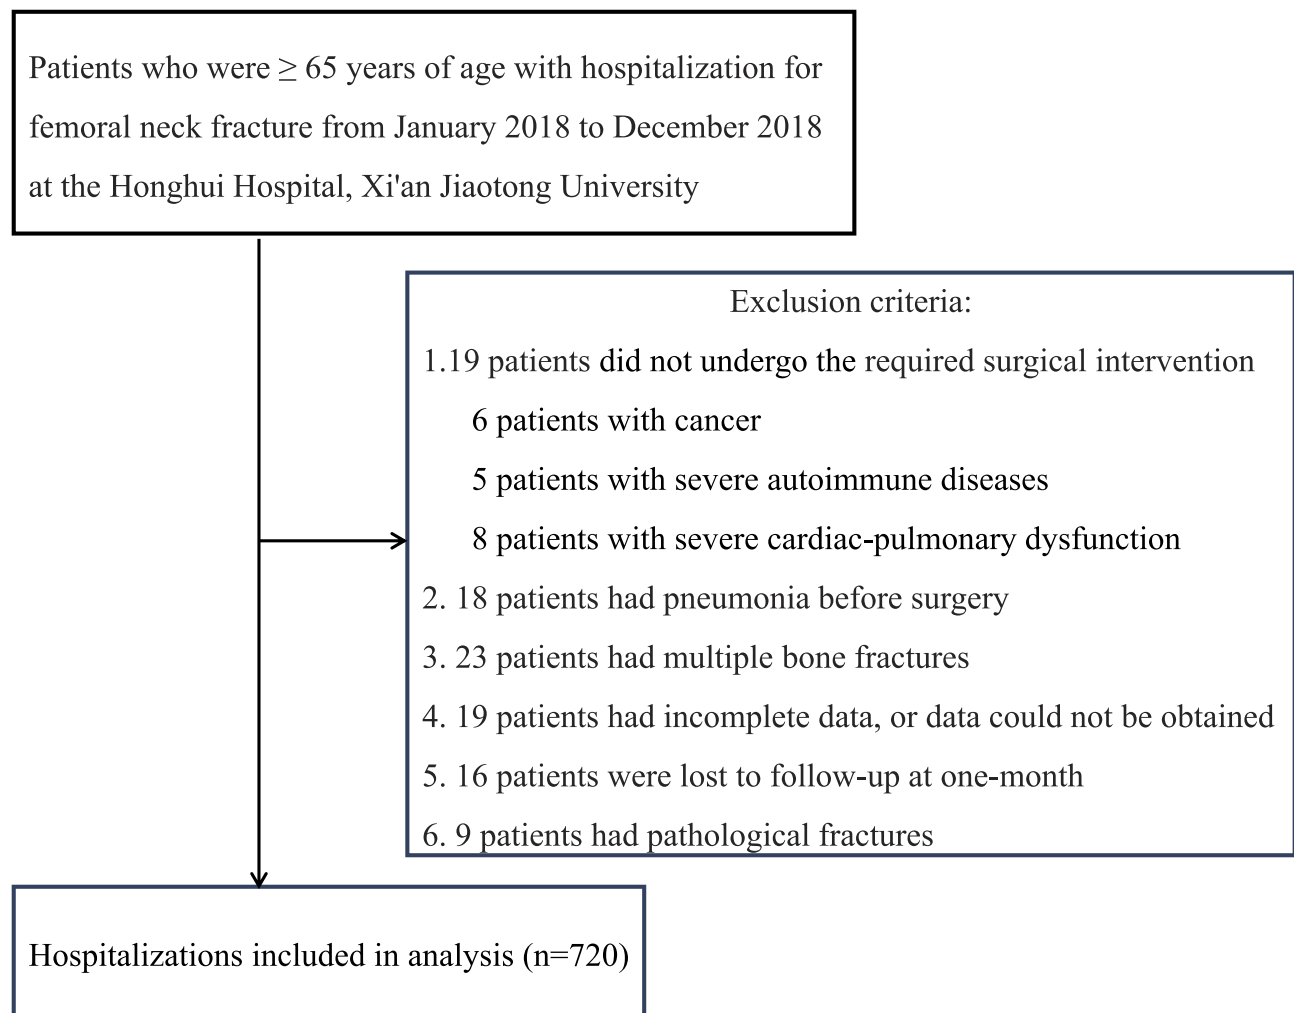 Patients who were ≥ 65 years of age with hospitalization for
femoral neck fracture from January 2018 to December 2018
at the Honghui Hospital, Xi'an Jiaotong University
Exclusion criteria:
1.19 patients did not undergo the required surgical intervention
6 patients with cancer
5 patients with severe autoimmune diseases
8 patients with severe cardiac-pulmonary dysfunction
2. 18 patients had pneumonia before surgery
3. 23 patients had multiple bone fractures
4. 19 patients had incomplete data, or data could not be obtained
5. 16 patients were lost to follow-up at one-month
6. 9 patients had pathological fractures
Hospitalizations included in analysis (n=720)